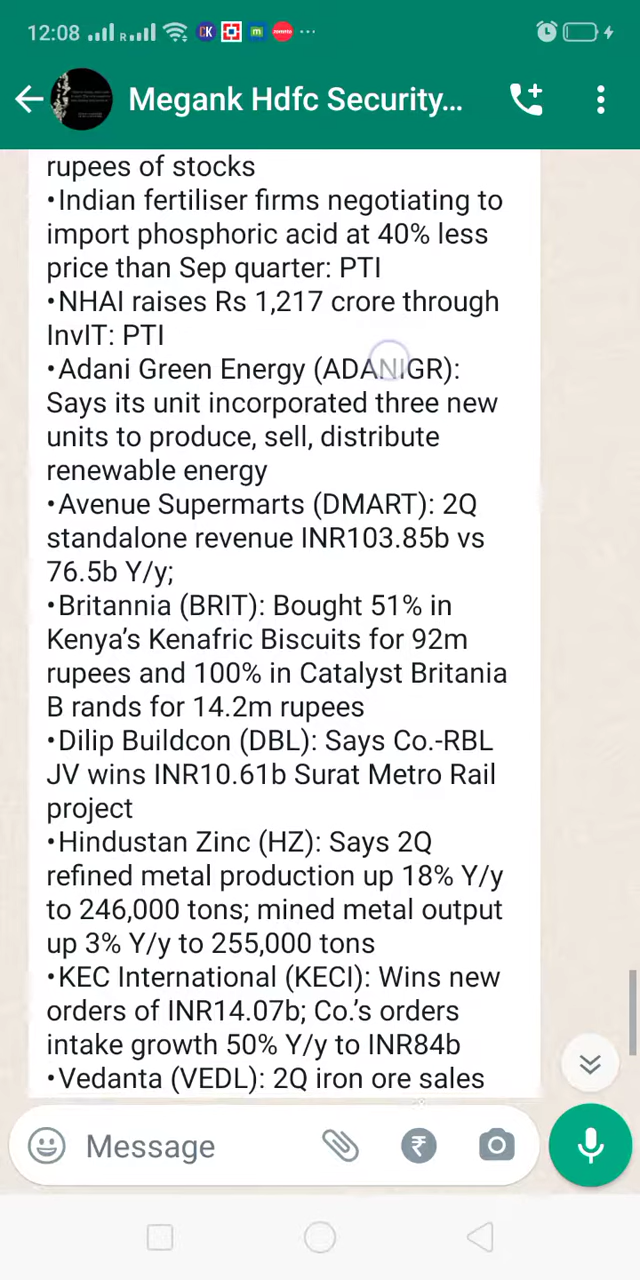 12:08
Megank Hdfc Security...
rupees of stocks
•Indian fertiliser firms negotiating to
import phosphoric acid at 40% less
price than Sep quarter: PTI
•NHAI raises Rs 1,217 crore through
InvIT: PTI
•Adani Green Energy (ADANIGR):
Says its unit incorporated three new
units to produce, sell, distribute
renewable energy
•Avenue Supermarts (DMART): 2Q
standalone revenue INR103.85b vs
76.5b Y/y;
•Britannia (BRIT): Bought 51% in
Kenya’s Kenafric Biscuits for 92m
rupees and 100% in Catalyst Britania
B rands for 14.2m rupees
•Dilip Buildcon (DBL): Says Co.-RBL
JV wins INR10.61b Surat Metro Rail
project
•Hindustan Zinc (HZ): Says 2Q
refined metal production up 18% Y/y
to 246,000 tons; mined metal output
up 3% Y/y to 255,000 tons
•KEC International (KECI): Wins new
orders of INR14.07b; Co.’s orders
intake growth 50% Y/y to INR84b
•Vedanta (VEDL): 2Q iron ore sales
Message